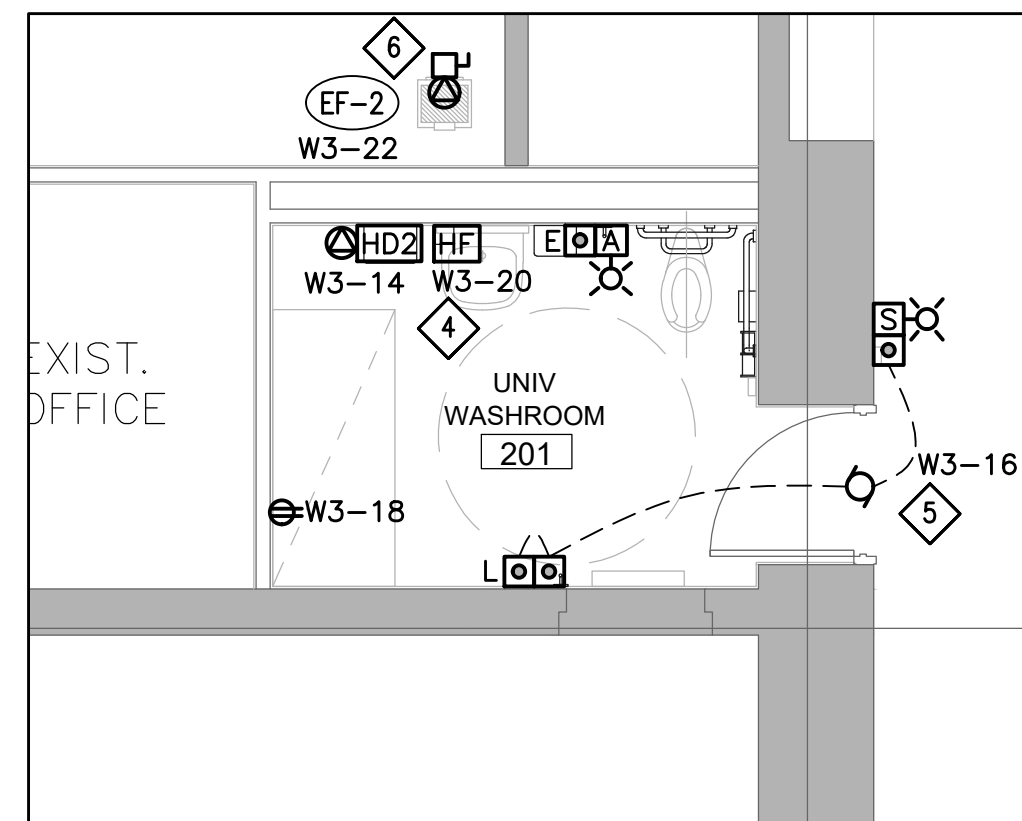 6
EF-2
W3-22
HD2
HF
E
A
W3-14
W3-20
4
S
EXIST.
OFFICE
UNIV
WASHROOM
201
W3-16
5
W3-18
L